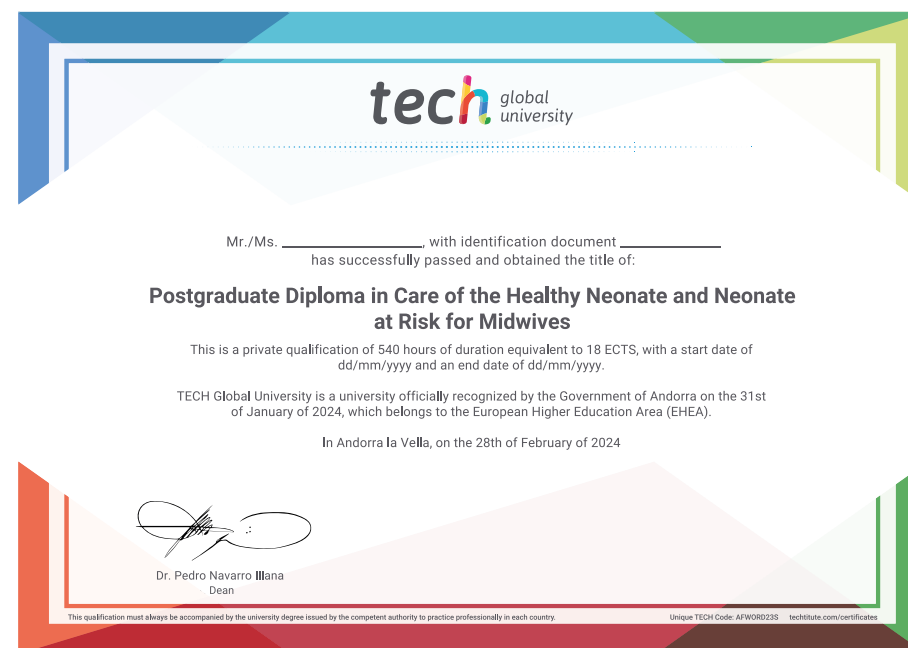 tech global
university
Mr./Ms. ____________, with identification document ____________
has successfully passed and obtained the title of:
Postgraduate Diploma in Care of the Healthy Neonate and Neonate
at Risk for Midwives
This is a private qualification of 540 hours of duration equivalent to 18 ECTS, with a start date of
dd/mm/yyyy and an end date of dd/mm/yyyy.
TECH Global University is a university officially recognized by the Government of Andorra on the 31st
of January of 2024, which belongs to the European Higher Education Area (EHEA).
In Andorra la Vella, on the 28th of February of 2024
Dr. Pedro Navarro Illana
Dean
This qualification must always be accompanied by the university degree issued by the competent authority to practice professionally in each country.
Unique TECH Code: AFWORD23S techtitute.com/certificates